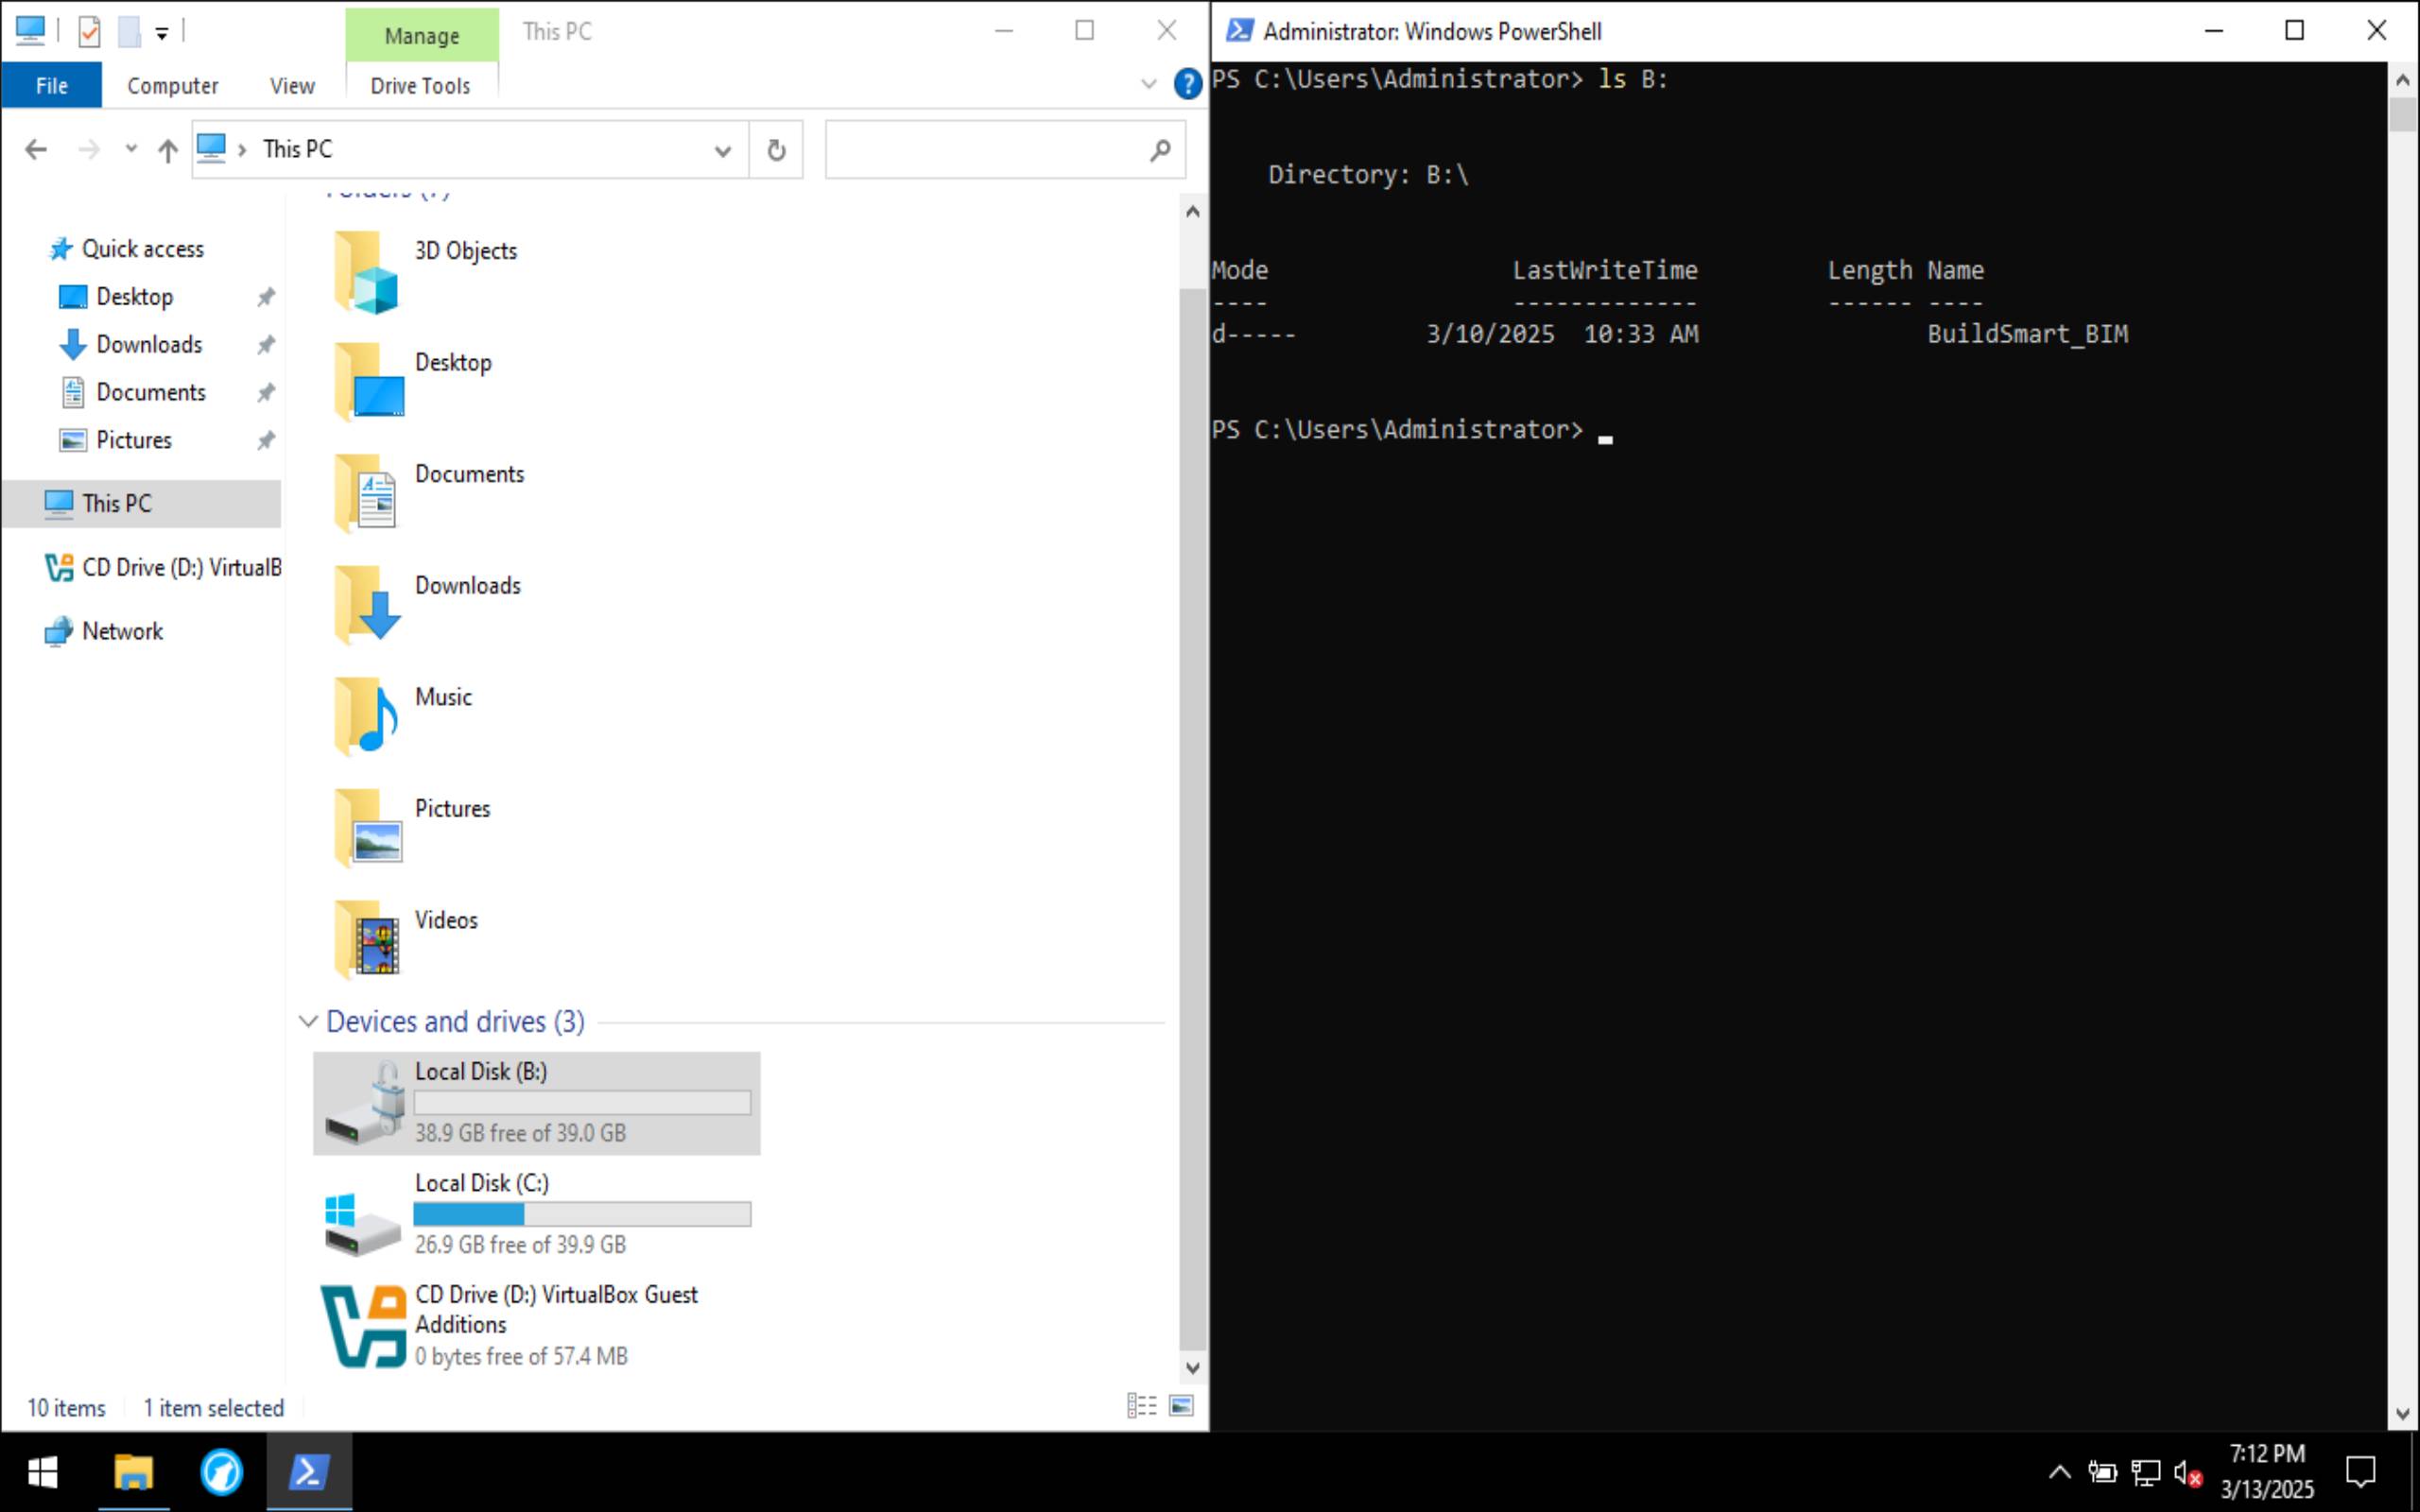 Manage
This PC
File
Computer
View
Drive Tools
?
This PC
Quick access
Desktop
Downloads
Documents
Pictures
This PC
CD Drive (D:) VirtualB
Network
Folders (7)
3D Objects
Desktop
Documents
Downloads
Music
Pictures
Videos
Devices and drives (3)
Local Disk (B:)
38.9 GB free of 39.0 GB
Local Disk (C:)
26.9 GB free of 39.9 GB
CD Drive (D:) VirtualBox Guest
Additions
0 bytes free of 57.4 MB
10 items
1 item selected
Administrator: Windows PowerShell
PS C:\Users\Administrator> ls B:
Directory: B:\
Mode LastWriteTime Length Name
---- ------------- ------ ----
d----- 3/10/2025 10:33 AM BuildSmart_BIM
PS C:\Users\Administrator>
7:12 PM
3/13/2025